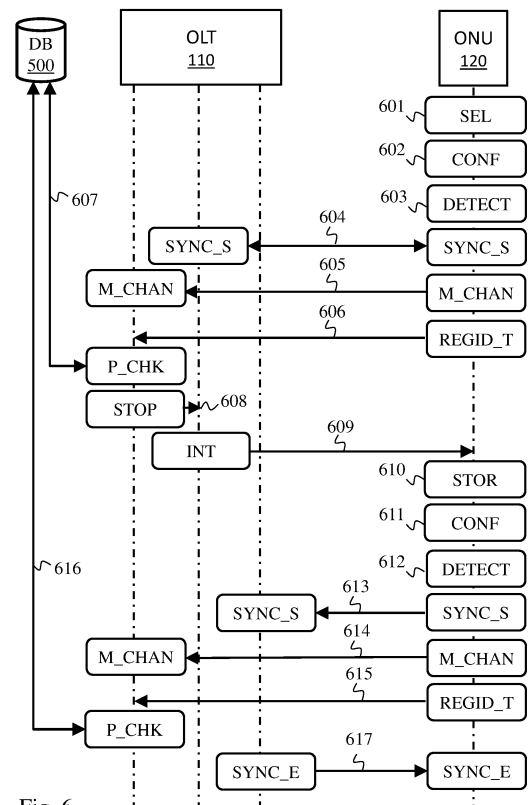 DB
500
OLT
110
ONU
120
601
SEL
602
CONF
607
603
DETECT
604
SYNC_S
SYNC_S
605
M_CHAN
M_CHAN
606
REGID_T
P_CHK
STOP
608
609
INT
610
STOR
611
CONF
616
612
DETECT
613
SYNC_S
SYNC_S
614
M_CHAN
M_CHAN
615
REGID_T
P_CHK
617
SYNC_E
SYNC_E
Fig. 6